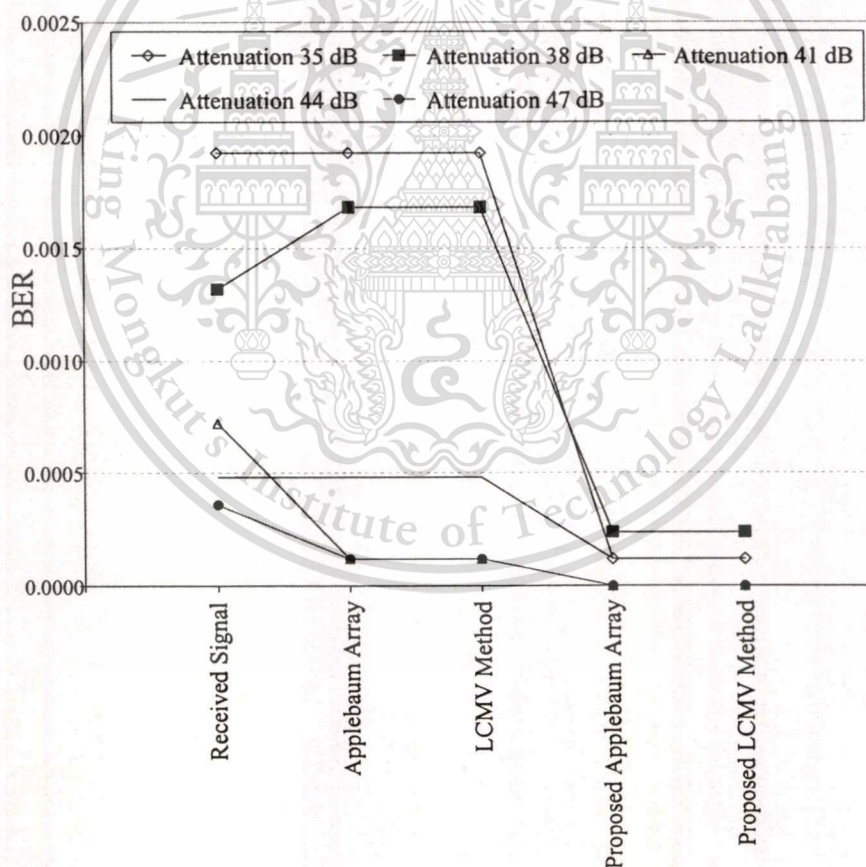 0.0025
Attenuation 35 dB Attenuation 38 dB Attenuation 41 dB
Attenuation 44 dB Attenuation 47 dB
0.0020
0.0015
0.0010
0.0005
0.0000
BER
Received Signal
Applebaum Array
LCMV Method
Proposed Applebaum Array
Proposed LCMV Method
King Mongkut's Institute of Technology Ladkrabang